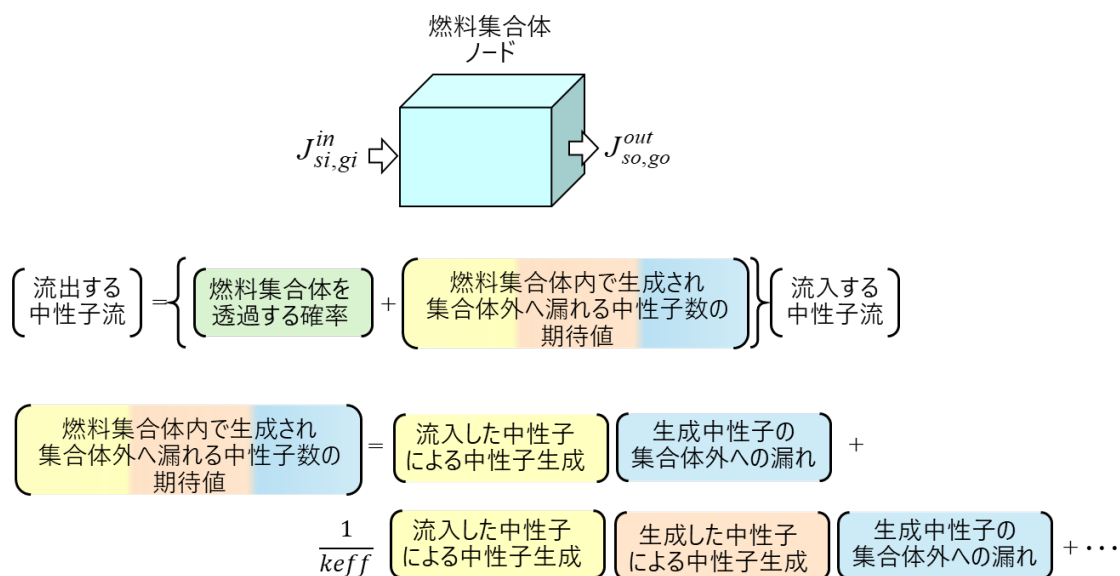 燃料集合体
ノード
J^{in}_{si,gi}
J^{out}_{so,go}
流出する
中性子流
=
燃料集合体を
透過する確率
+
燃料集合体内で生成され
集合体外へ漏れる中性子数の
期待値
流入する
中性子流
燃料集合体内で生成され
集合体外へ漏れる中性子数の
期待値
=
流入した中性子
による中性子生成
生成中性子の
集合体外への漏れ
+
1
keff
流入した中性子
による中性子生成
生成した中性子
による中性子生成
生成中性子の
集合体外への漏れ
+ ⋯